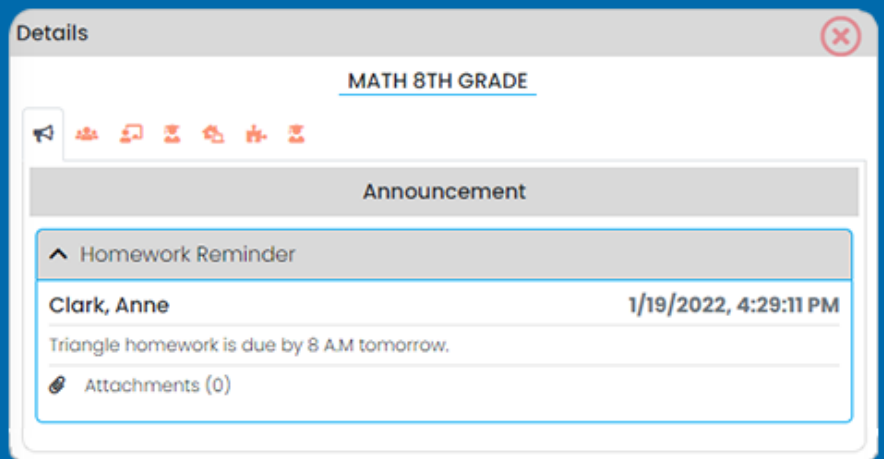 Details
MATH 8TH GRADE
Announcement
Homework Reminder
Clark, Anne 1/19/2022, 4:29:11 PM
Triangle homework is due by 8 A.M tomorrow.
Attachments (0)